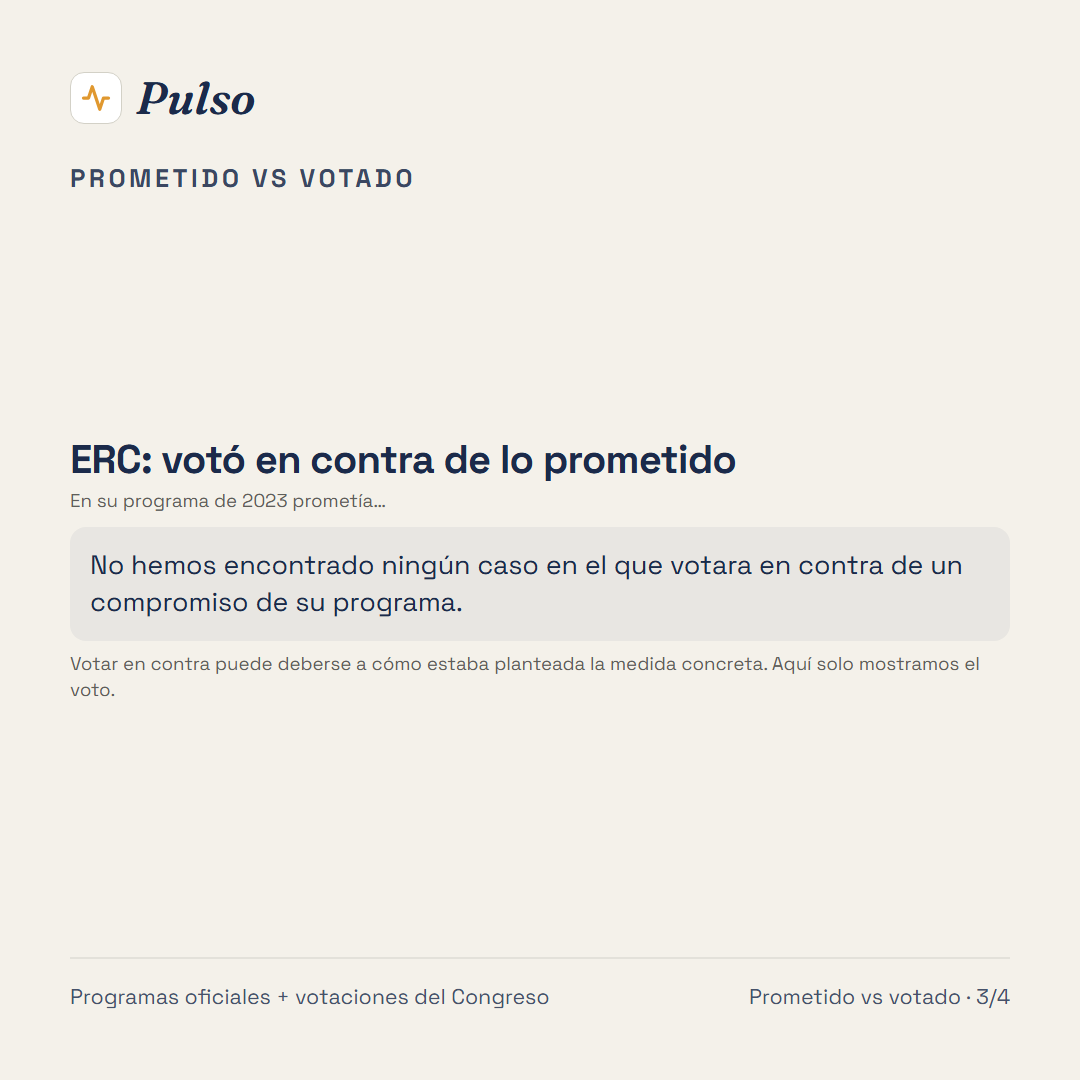 Pulso
PROMETIDO VS VOTADO
ERC: votó en contra de lo prometido
En su programa de 2023 prometía...
No hemos encontrado ningún caso en el que votara en contra de un
compromiso de su programa.
Votar en contra puede deberse a cómo estaba planteada la medida concreta. Aquí solo mostramos el
voto.
Programas oficiales + votaciones del Congreso
Prometido vs votado · 3/4